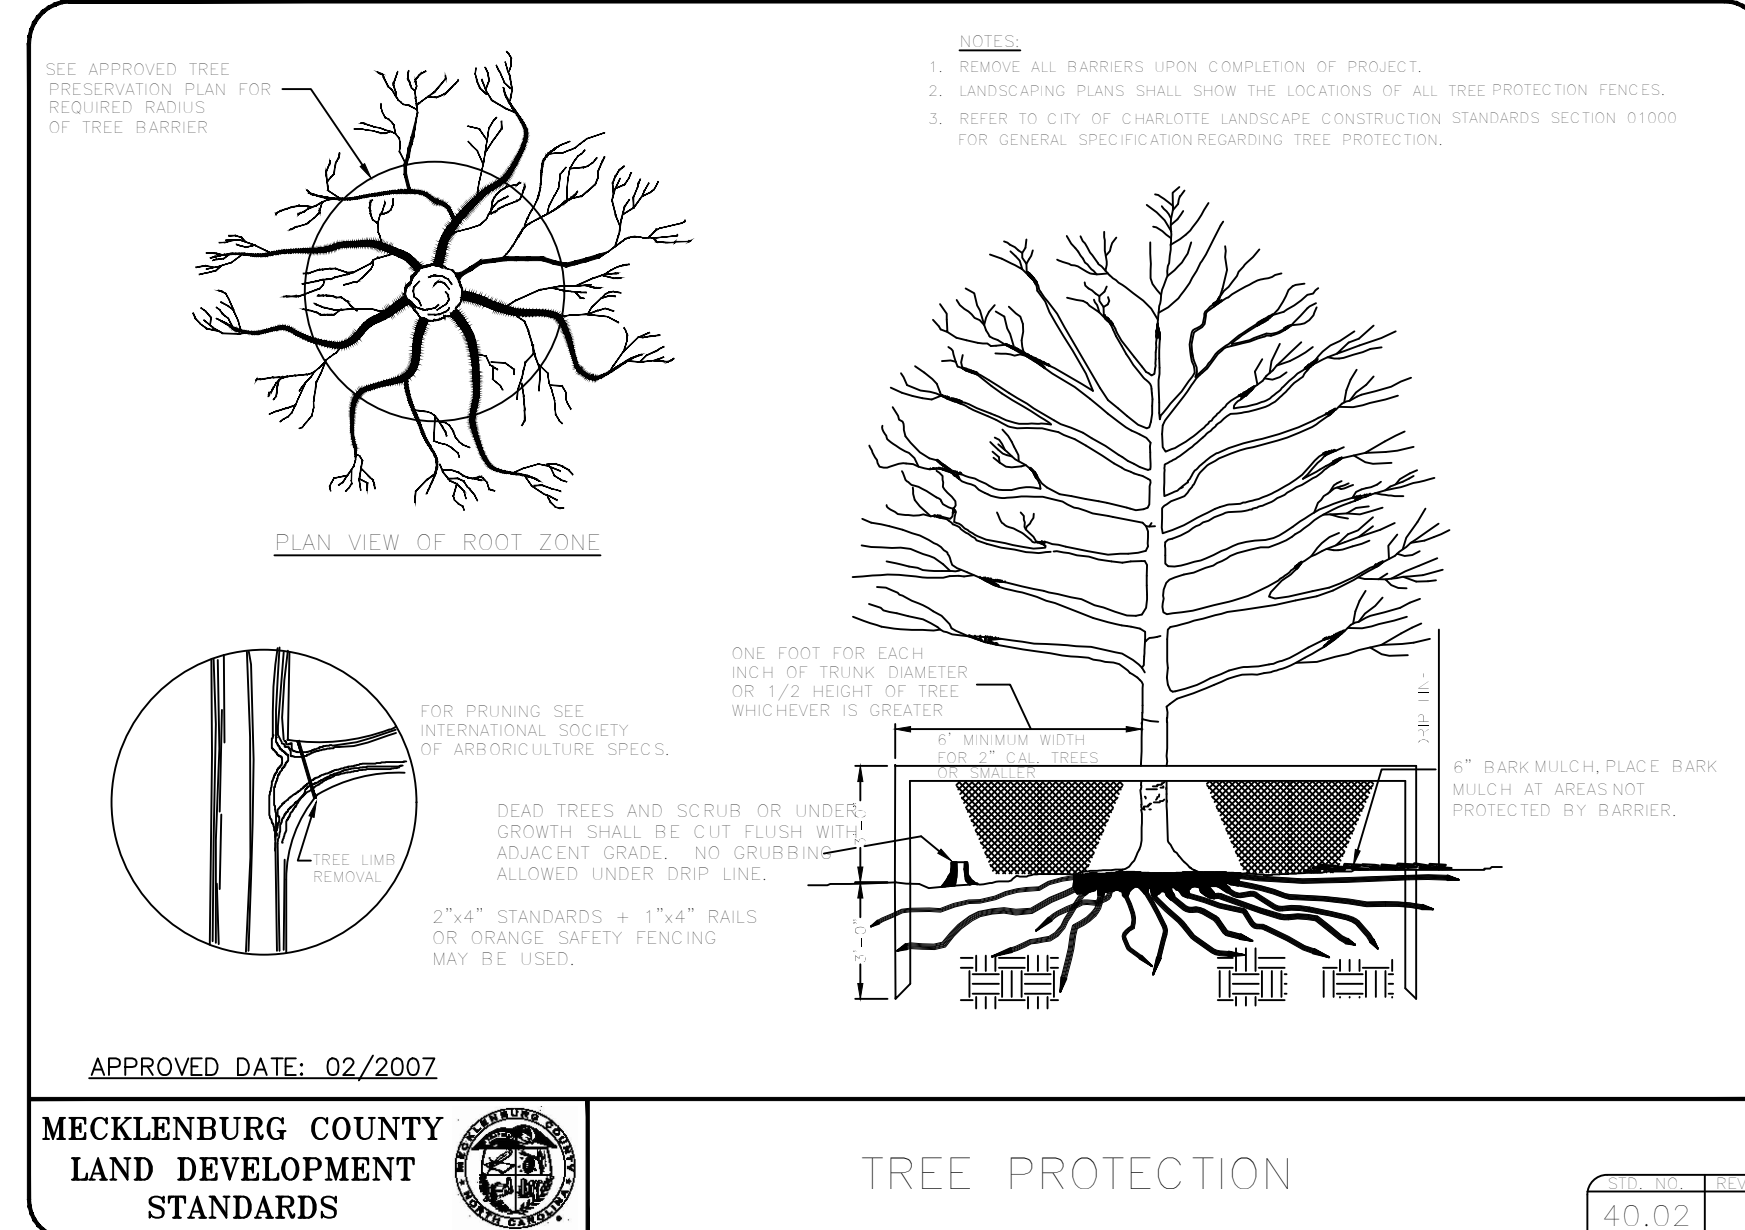 SEE APPROVED TREE
PRESERVATION PLAN FOR
REQUIRED RADIUS
OF TREE BARRIER
NOTES:
1. REMOVE ALL BARRIERS UPON COMPLETION OF PROJECT.
2. LANDSCAPING PLANS SHALL SHOW THE LOCATIONS OF ALL TREE PROTECTION FENCES.
3. REFER TO CITY OF CHARLOTTE LANDSCAPE CONSTRUCTION STANDARDS SECTION 01000
FOR GENERAL SPECIFICATION REGARDING TREE PROTECTION.
PLAN VIEW OF ROOT ZONE
ONE FOOT FOR EACH
INCH OF TRUNK DIAMETER
OR 1/2 HEIGHT OF TREE
WHICHEVER IS GREATER
6' MINIMUM WIDTH
FOR 2" CAL. TREES
OR SMALLER
FOR PRUNING SEE
INTERNATIONAL SOCIETY
OF ARBORICULTURE SPECS.
6" BARK MULCH, PLACE BARK
MULCH AT AREAS NOT
PROTECTED BY BARRIER.
DEAD TREES AND SCRUB OR UNDER
GROWTH SHALL BE CUT FLUSH WITH
ADJACENT GRADE. NO GRUBBING
ALLOWED UNDER DRIP LINE.
3'-0"
TREE LIMB
REMOVAL
2"x4" STANDARDS + 1"x4" RAILS
OR ORANGE SAFETY FENCING
MAY BE USED.
3'-0"
APPROVED DATE: 02/2007
MECKLENBURG COUNTY
LAND DEVELOPMENT
STANDARDS
MECKLENBURG COUNTY
NORTH CAROLINA
TREE PROTECTION
STD. NO. REV
40.02